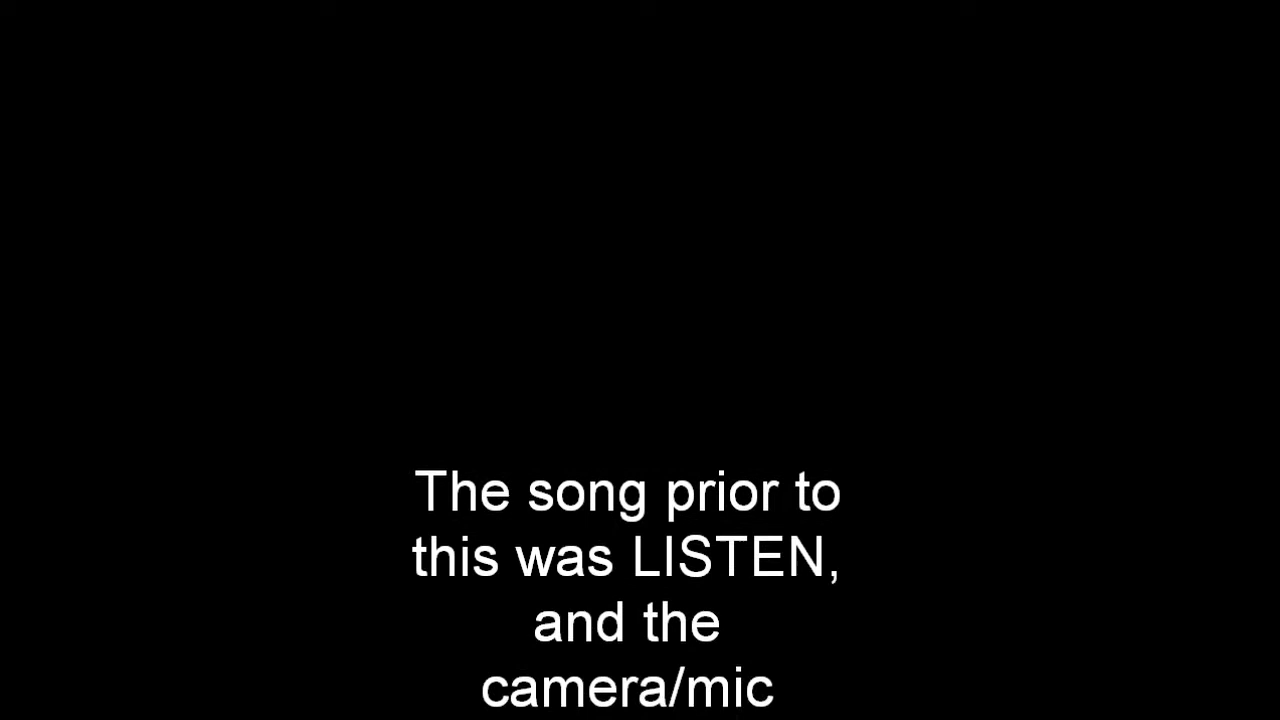 The song prior to
this was LISTEN,
and the
camera/mic